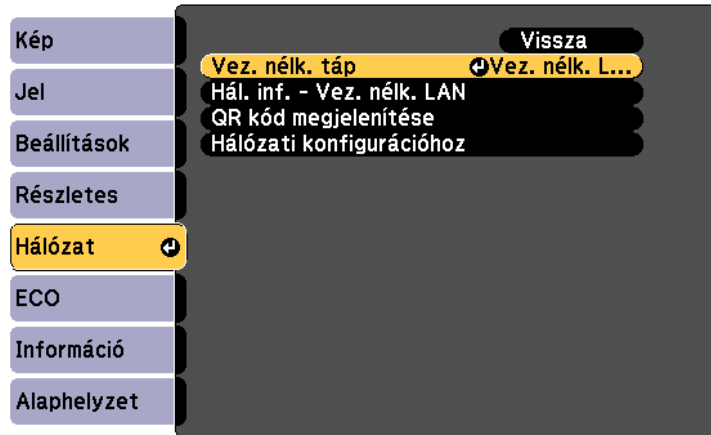 Kép
Jel
Beállítások
Részletes
Hálózat
ECO
Információ
Alaphelyzet
Vissza
Vez. nélk. táp Vez. nélk. L...
Hál. inf. - Vez. nélk. LAN
QR kód megjelenítése
Hálózati konfigurációhoz